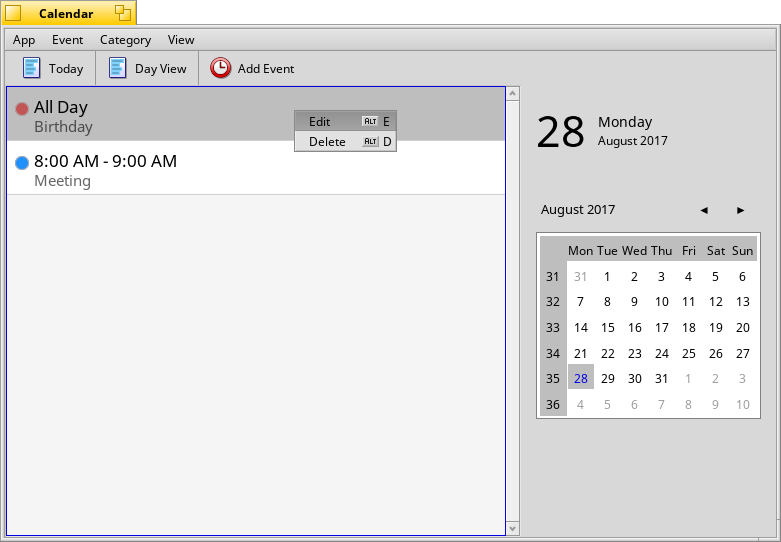 Calendar
App Event Category View
Today Day View Add Event
All Day
Birthday
Edit ALT E
Delete ALT D
8:00 AM - 9:00 AM
Meeting
28 Monday
August 2017
August 2017 ◄ ►
Mon Tue Wed Thu Fri Sat Sun
31 31 1 2 3 4 5 6
32 7 8 9 10 11 12 13
33 14 15 16 17 18 19 20
34 21 22 23 24 25 26 27
35 28 29 30 31 1 2 3
36 4 5 6 7 8 9 10